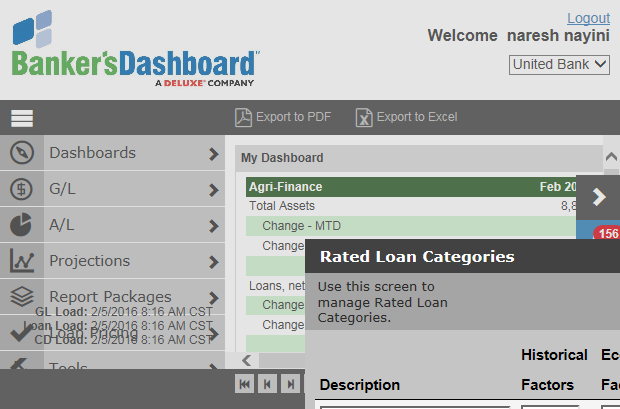 Logout
Welcome naresh nayini
Banker'sDashboard™
A DELUXE® COMPANY
United Bank
Export to PDF
Export to Excel
Dashboards
G/L
A/L
Projections
Report Packages
GL Load: 2/5/2016 8:16 AM CST
Loan Load: 2/5/2016 8:16 AM CST
Loan Pricing
CD Load: 2/5/2016 8:16 AM CST
Tools
My Dashboard
Agri-Finance Feb 20
Total Assets 8,8
Change - MTD
Change
Loans, net
Change
Change
156
Rated Loan Categories
Use this screen to
manage Rated Loan
Categories.
Historical Eco
Description Factors Fac